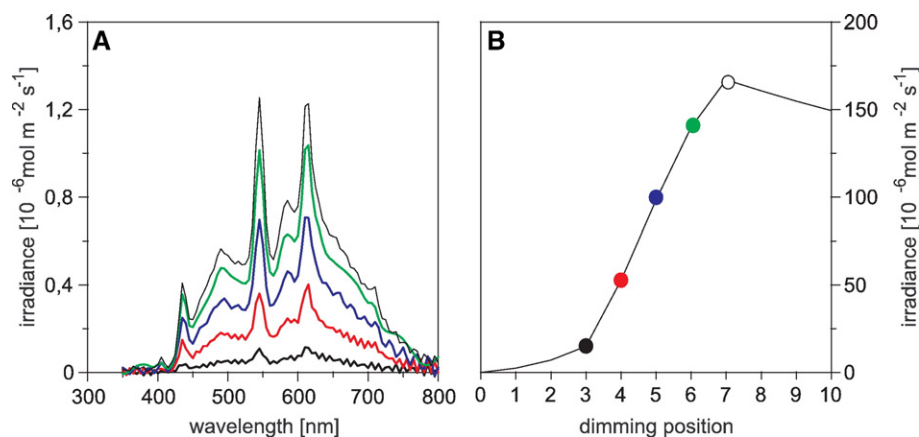 A
irradiance [10 -6mol m -2 s-1]
1,6
1,2
0,8
0,4
0
300 400 500 600 700 800
wavelength [nm]
B
200
150
100
50
0
irradiance [10 -6mol m -2 s-1]
0 1 2 3 4 5 6 7 8 9 10
dimming position